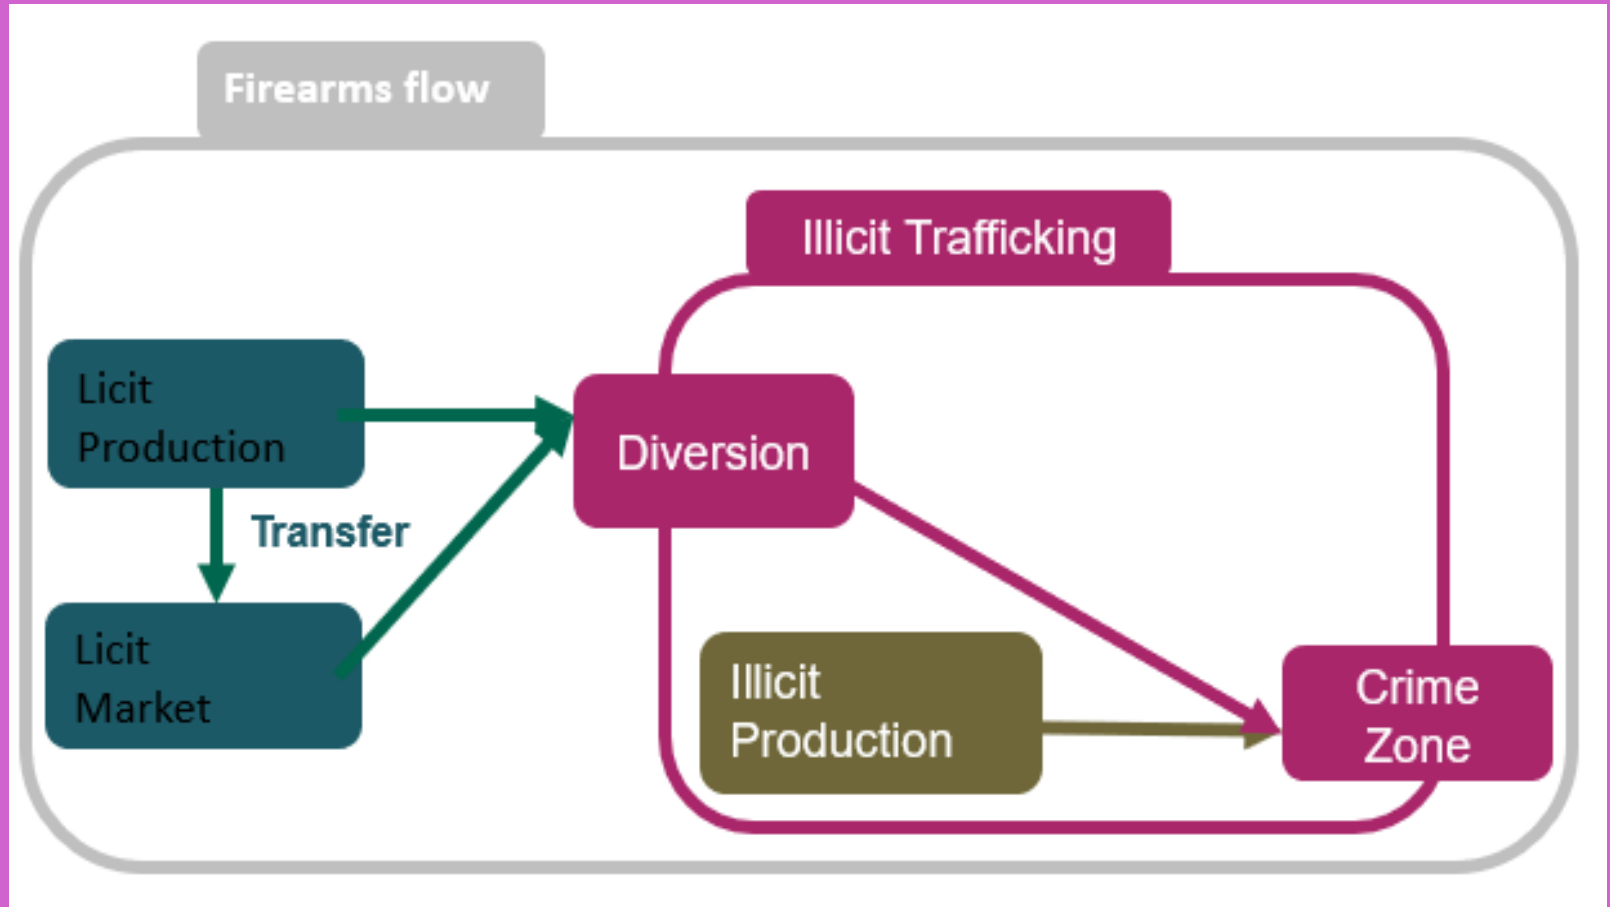 Firearms flow
Illicit Trafficking
Licit
Production
Diversion
Transfer
Licit
Market
Illicit
Production
Crime
Zone